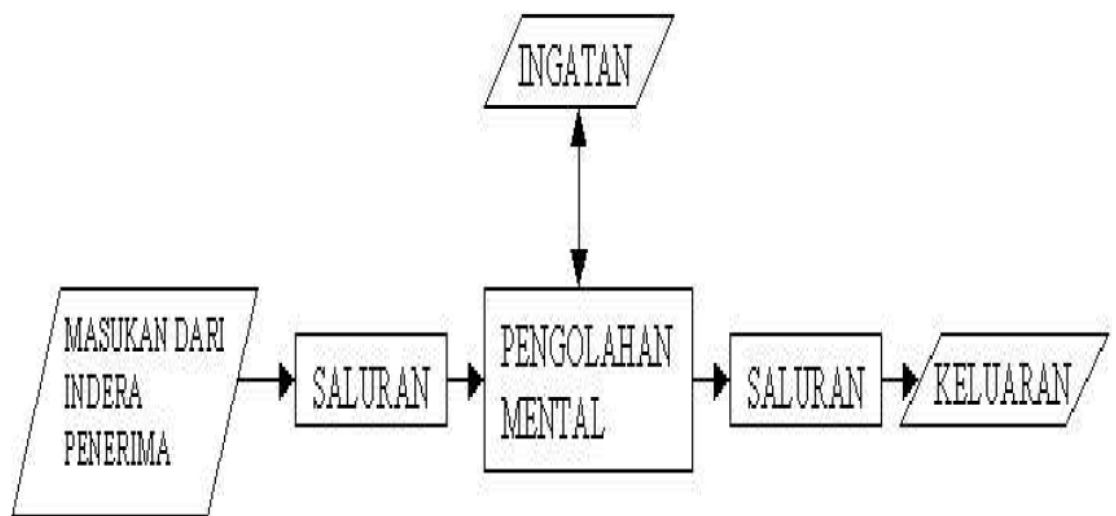 INGATAN
MASUKAN DARI
INDERA
PENERIMA
SALURAN
PENGOLAHAN
MENTAL
SALURAN
KELUARAN